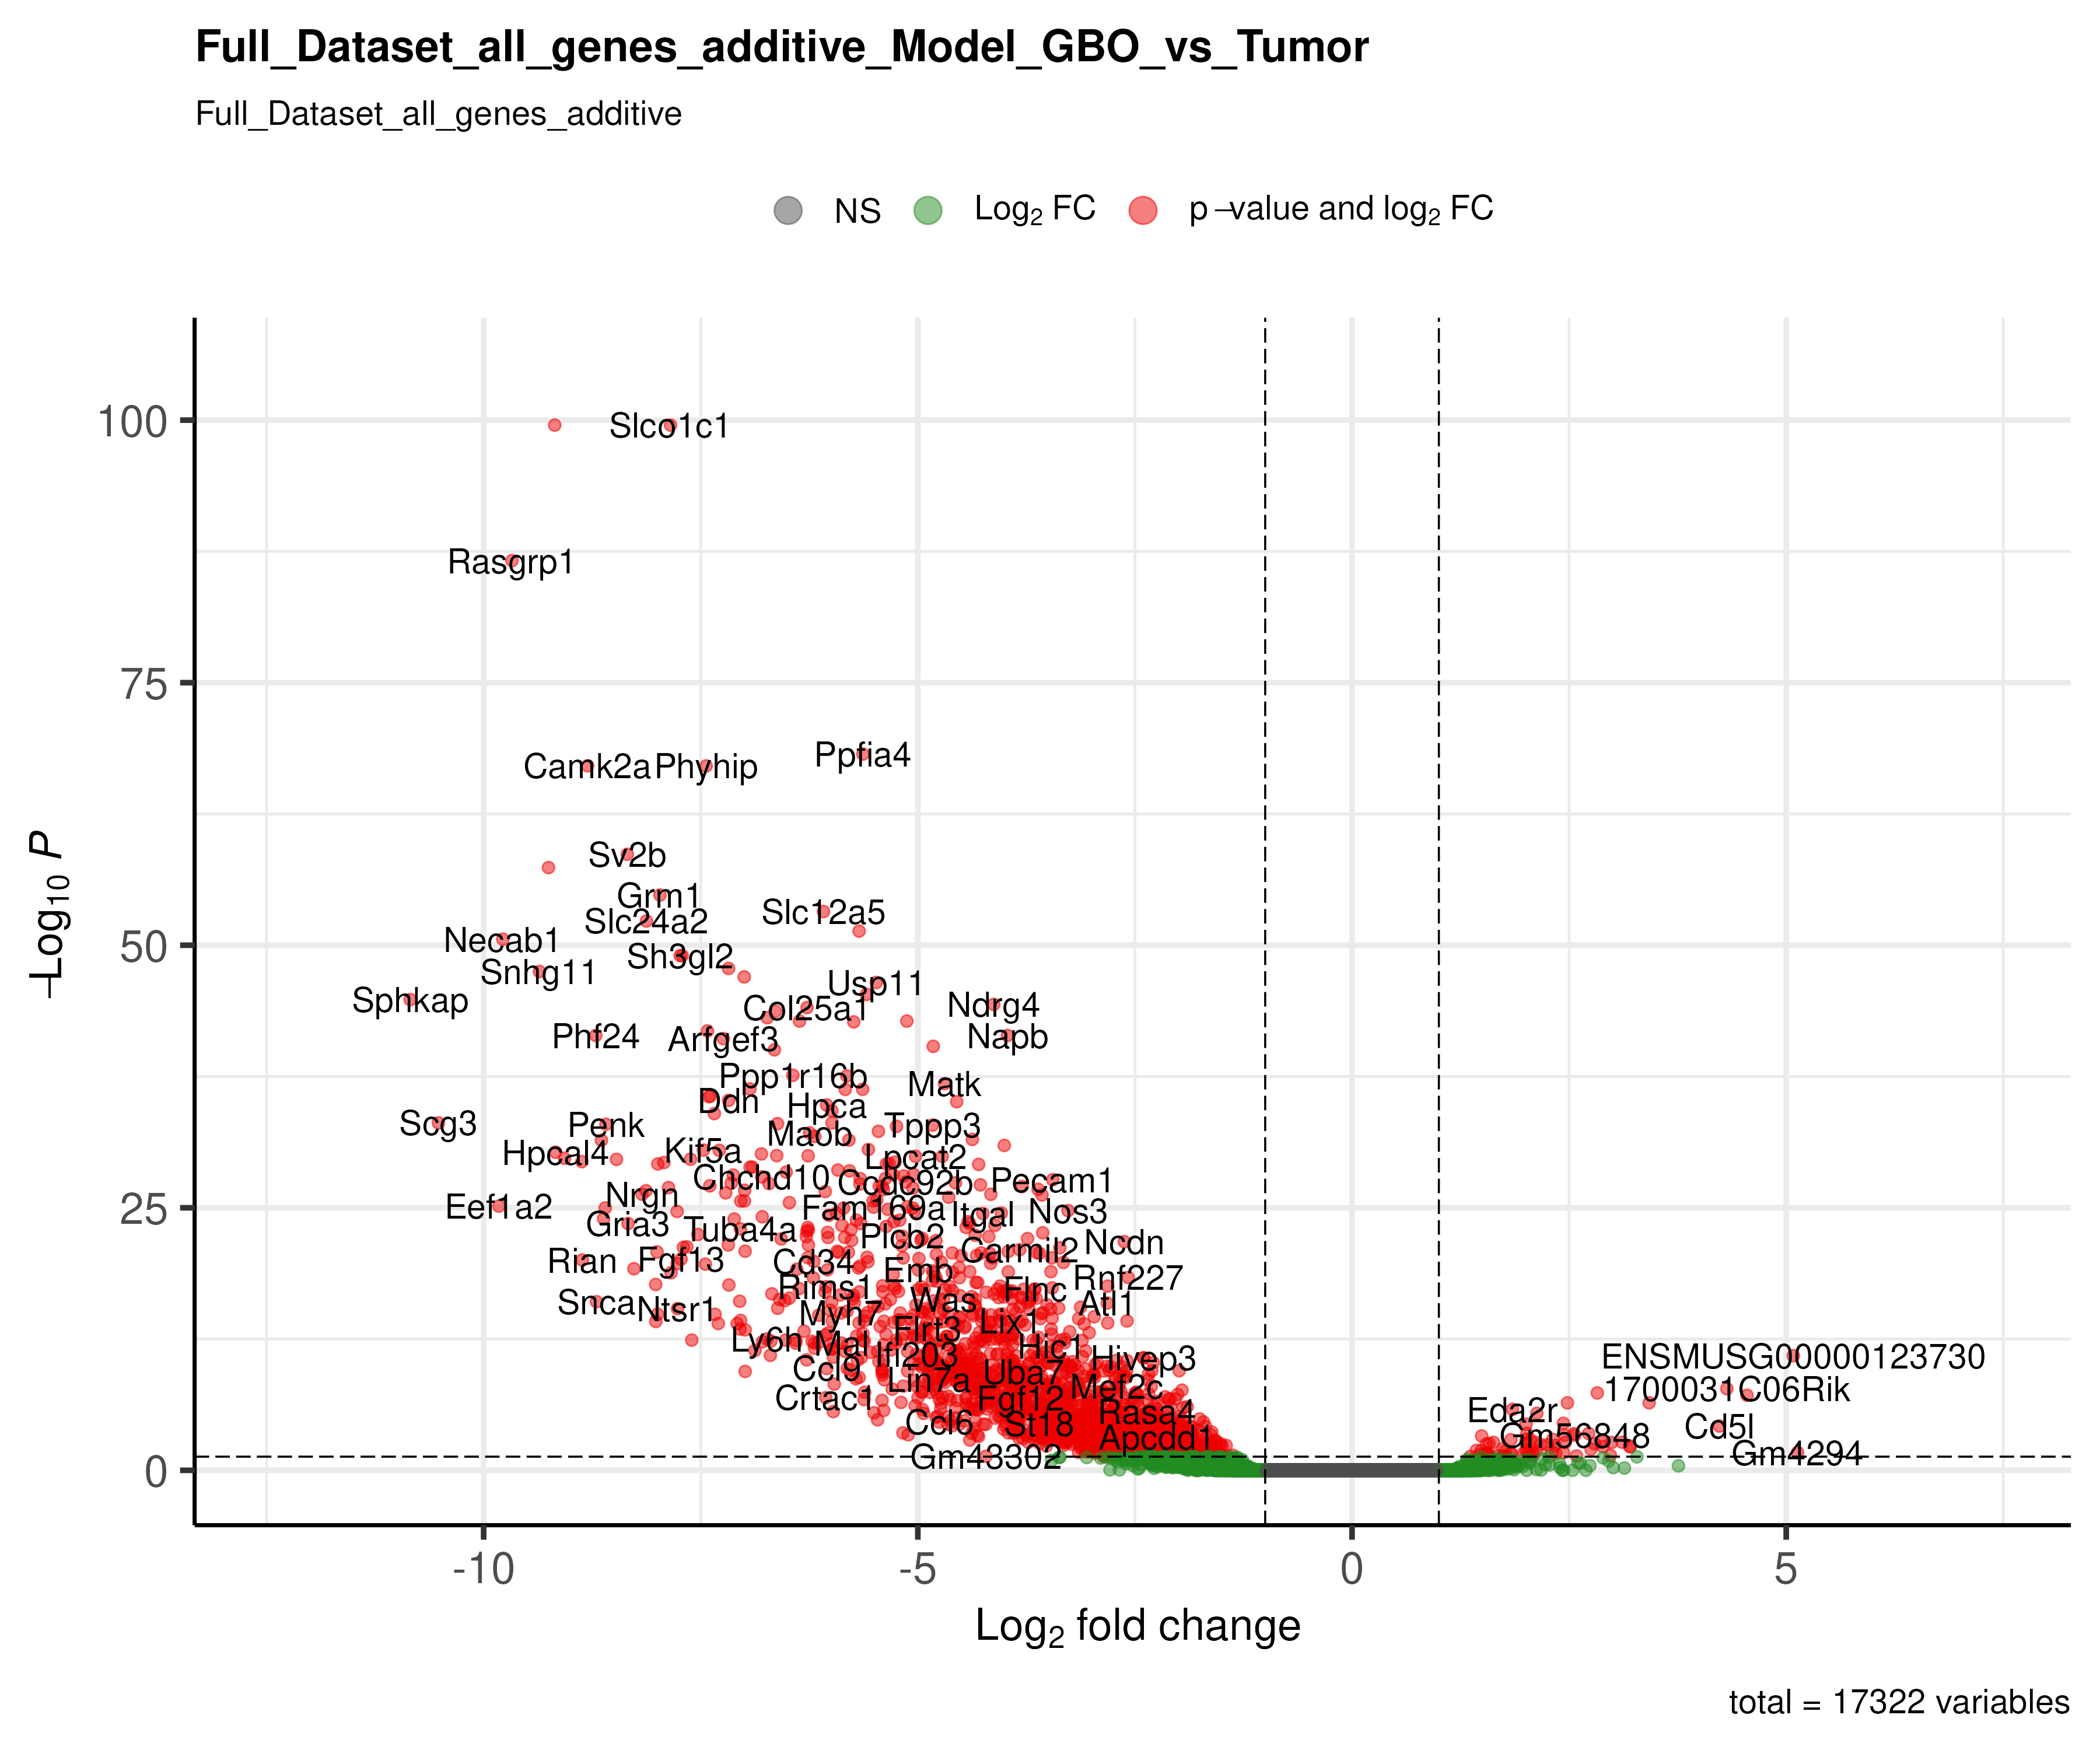 Full_Dataset_all_genes_additive_Model_GBO_vs_Tumor
Full_Dataset_all_genes_additive
NS Log2 FC p−value and log2 FC
100
75
50
25
0
−Log10 P
Slco1c1
Rasgrp1
Ppfia4
Camk2a Phyhip
Sv2b
Grm1
Slc24a2 Slc12a5
Necab1
Sh3gl2
Snhg11
Usp11
Sphkap Col25a1 Ndrg4
Phf24 Arfgef3 Napb
Ppp1r16b Matk
Ddn Hpca
Scg3 Penk Maob Tppp3
Hpcal4 Kif5a Lpcat2
Chchd10 Ccdc92b Pecam1
Eef1a2 Nrgn Fam169a Itgal Nos3
Gria3 Tuba4a Plcb2
Rian Fgf13 Cd34 Emb Carmil2 Ncdn
Rims1 Flnc Rnf227
Snca Ntsr1 Myh7 Was Atl1
Ly6h Mal Flrt3 Lix1
Ccl9 Ifi203 Hic1 Hivep3
Crtac1 Lin7a Uba7 Mef2c
Ccl6 Fgf12 St18 Rasa4
Gm43302 Apcdd1
ENSMUSG00000123730
1700031C06Rik
Eda2r
Cd5l
Gm56848
Gm4294
-10 -5 0 5
Log2 fold change
total = 17322 variables